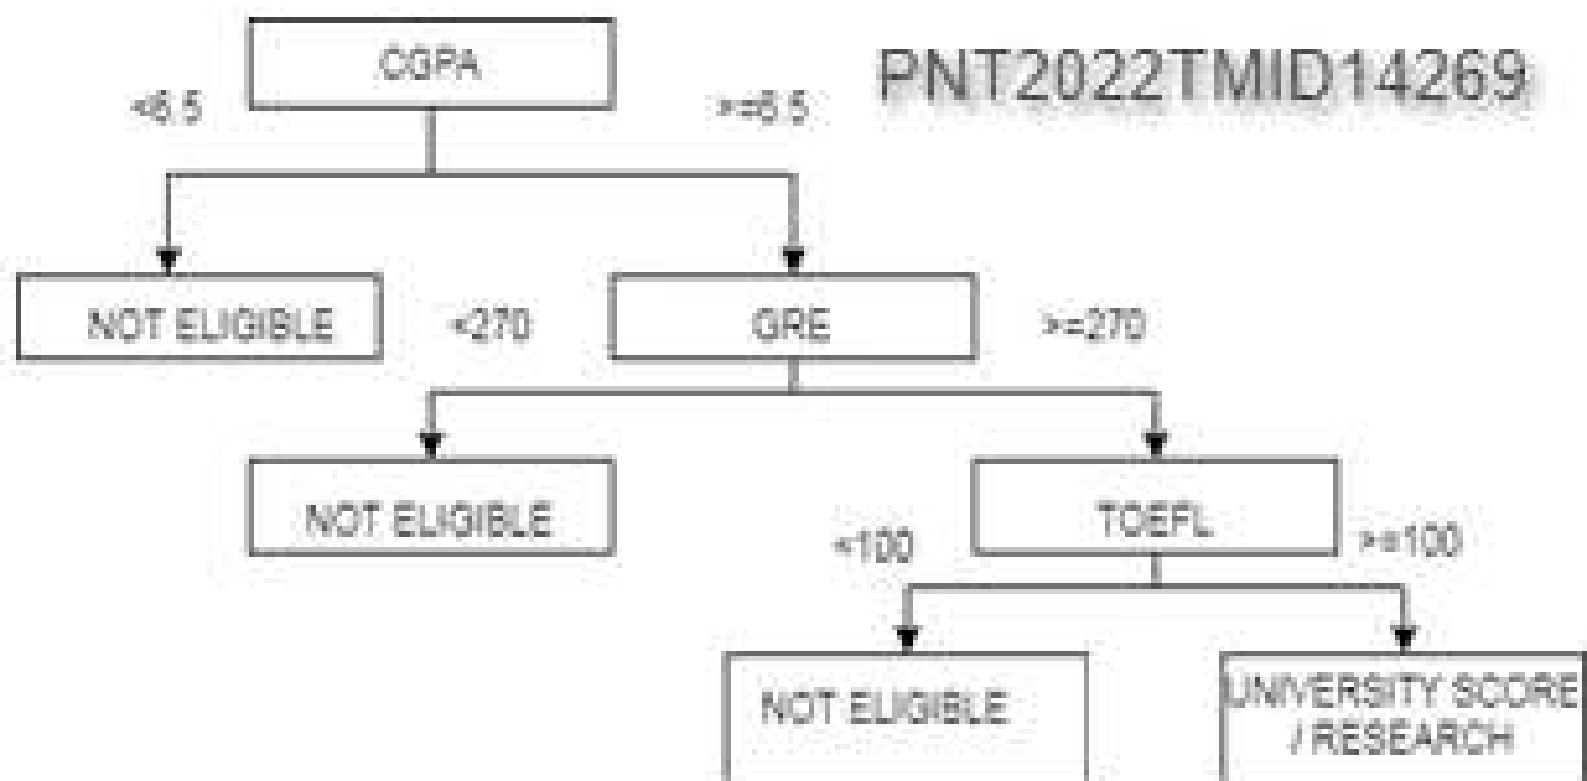 CGPA
PNT2022TMID14269
<6.5
>=6.5
NOT ELIGIBLE
<270
GRE
>=270
NOT ELIGIBLE
TOEFL
<100
>=100
NOT ELIGIBLE
UNIVERSITY SCORE
/ RESEARCH